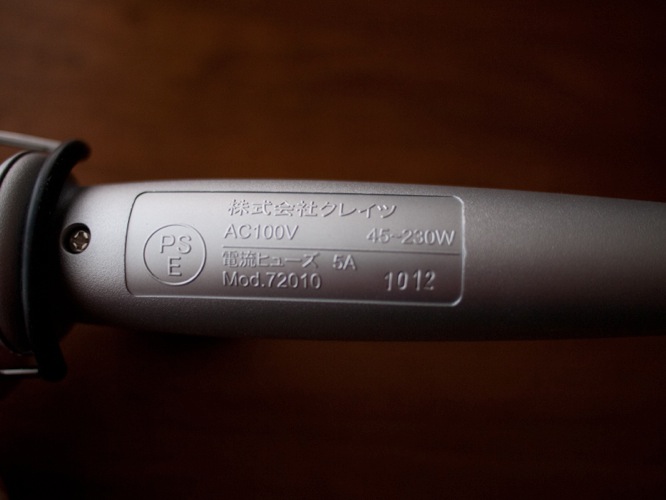 株式会社クレイツ
AC100V 45-230W
電流ヒューズ 5A
Mod.72010 1012
PS
E